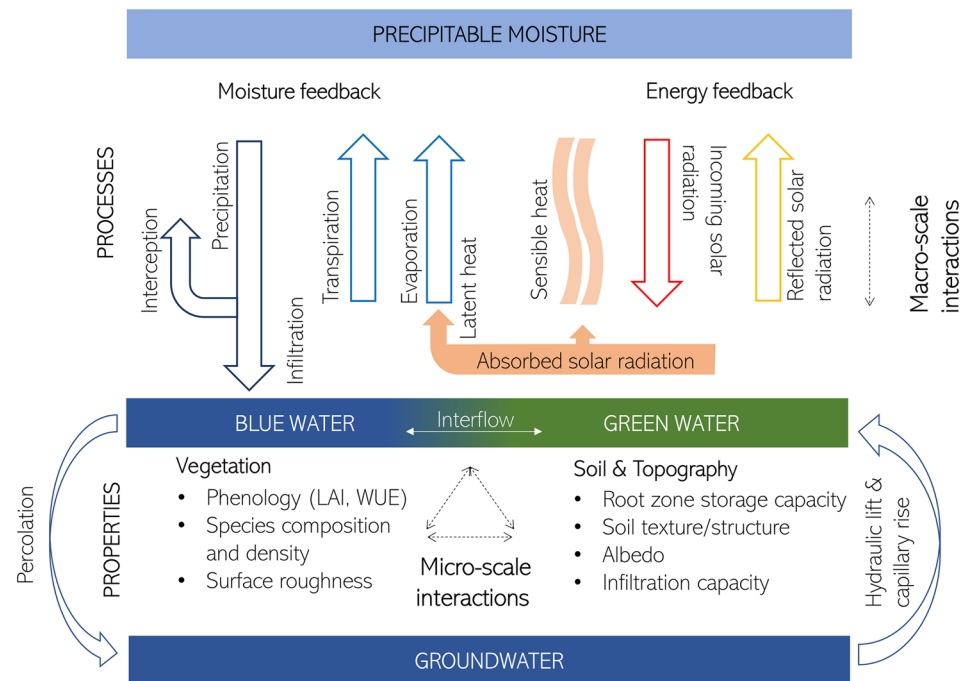 PRECIPITABLE MOISTURE
Moisture feedback
Energy feedback
PROCESSES
Interception
Precipitation
Infiltration
Transpiration
Evaporation
Latent heat
Sensible heat
Incoming solar
radiation
Reflected solar
radiation
Macro-scale
interactions
Absorbed solar radiation
BLUE WATER
Interflow
GREEN WATER
Percolation
PROPERTIES
Vegetation
• Phenology (LAI, WUE)
• Species composition
and density
• Surface roughness
Micro-scale
interactions
Soil & Topography
• Root zone storage capacity
• Soil texture/structure
• Albedo
• Infiltration capacity
Hydraulic lift &
capillary rise
GROUNDWATER